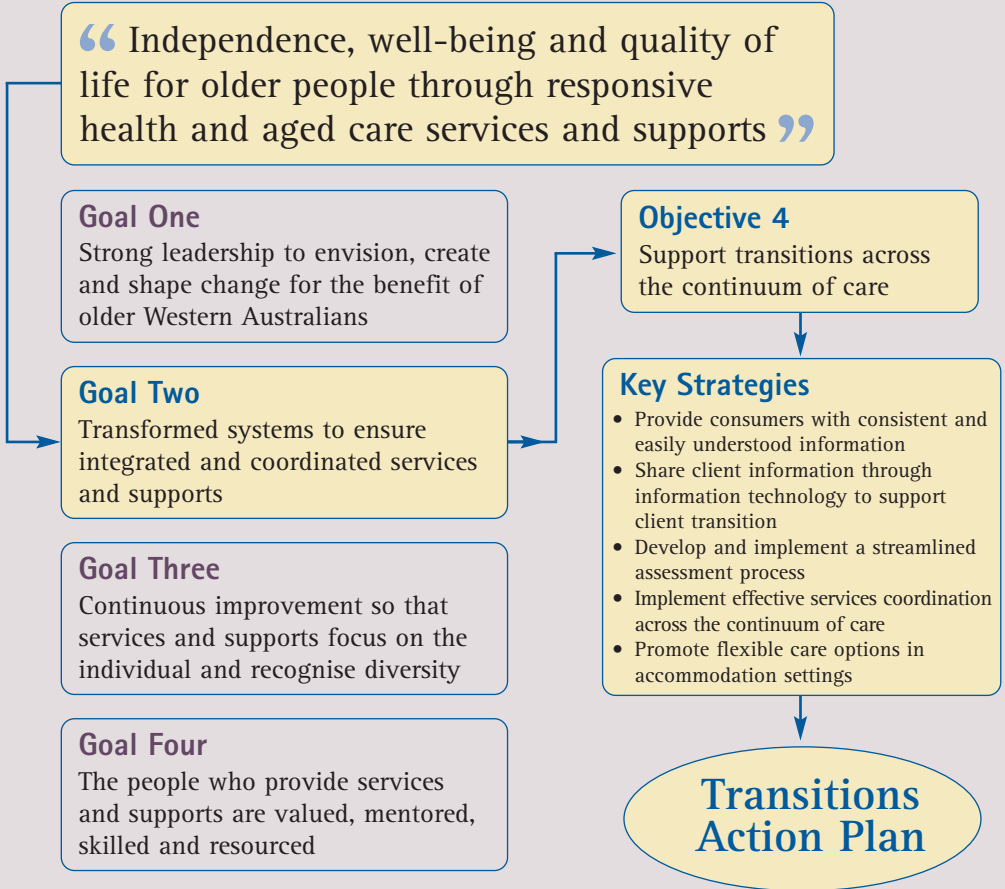 “ Independence, well-being and quality of
life for older people through responsive
health and aged care services and supports ”
Goal One
Strong leadership to envision, create
and shape change for the benefit of
older Western Australians
Goal Two
Transformed systems to ensure
integrated and coordinated services
and supports
Goal Three
Continuous improvement so that
services and supports focus on the
individual and recognise diversity
Goal Four
The people who provide services
and supports are valued, mentored,
skilled and resourced
Objective 4
Support transitions across
the continuum of care
Key Strategies
• Provide consumers with consistent and
easily understood information
• Share client information through
information technology to support
client transition
• Develop and implement a streamlined
assessment process
• Implement effective services coordination
across the continuum of care
• Promote flexible care options in
accommodation settings
Transitions
Action Plan